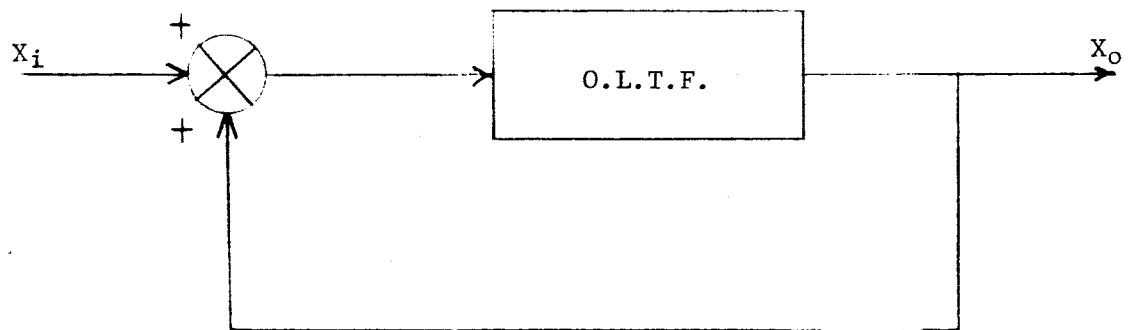 +
X_i
O.L.T.F.
X_o
+